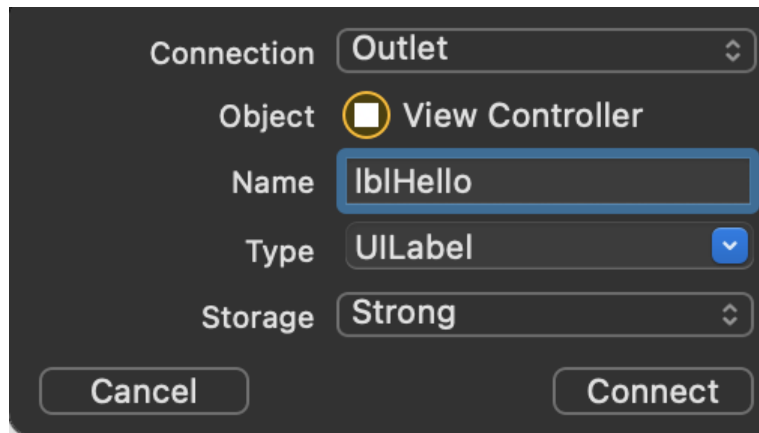 Connection Outlet
Object View Controller
Name lblHello
Type UILabel
Storage Strong
Cancel Connect